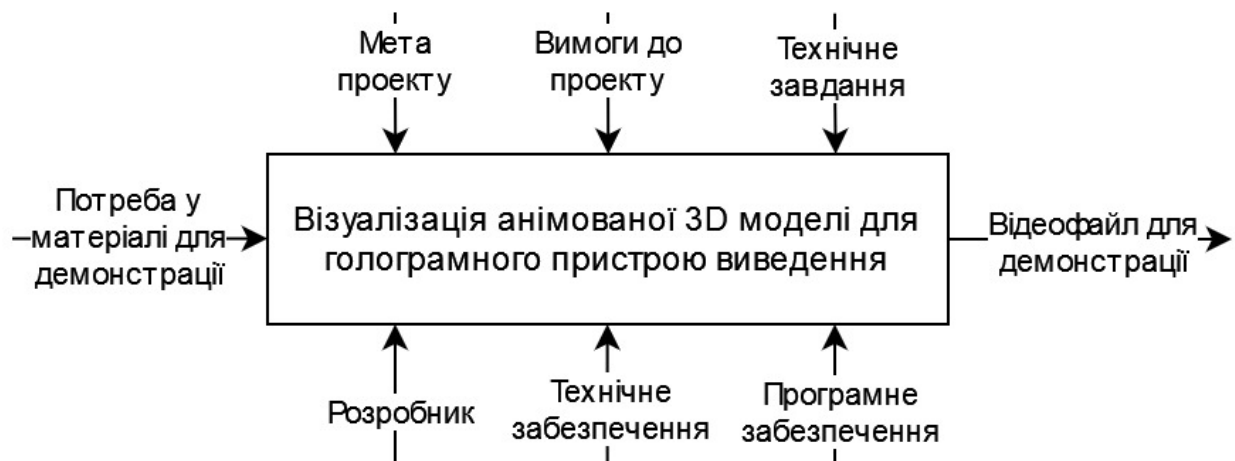 Мета
проекту
Вимоги до
проекту
Технічне
завдання
Потреба у
матеріалі для
демонстрації
Візуалізація анімованої 3D моделі для
голограмного пристрою виведення
Відеофайл для
демонстрації
Розробник
Технічне
забезпечення
Програмне
забезпечення